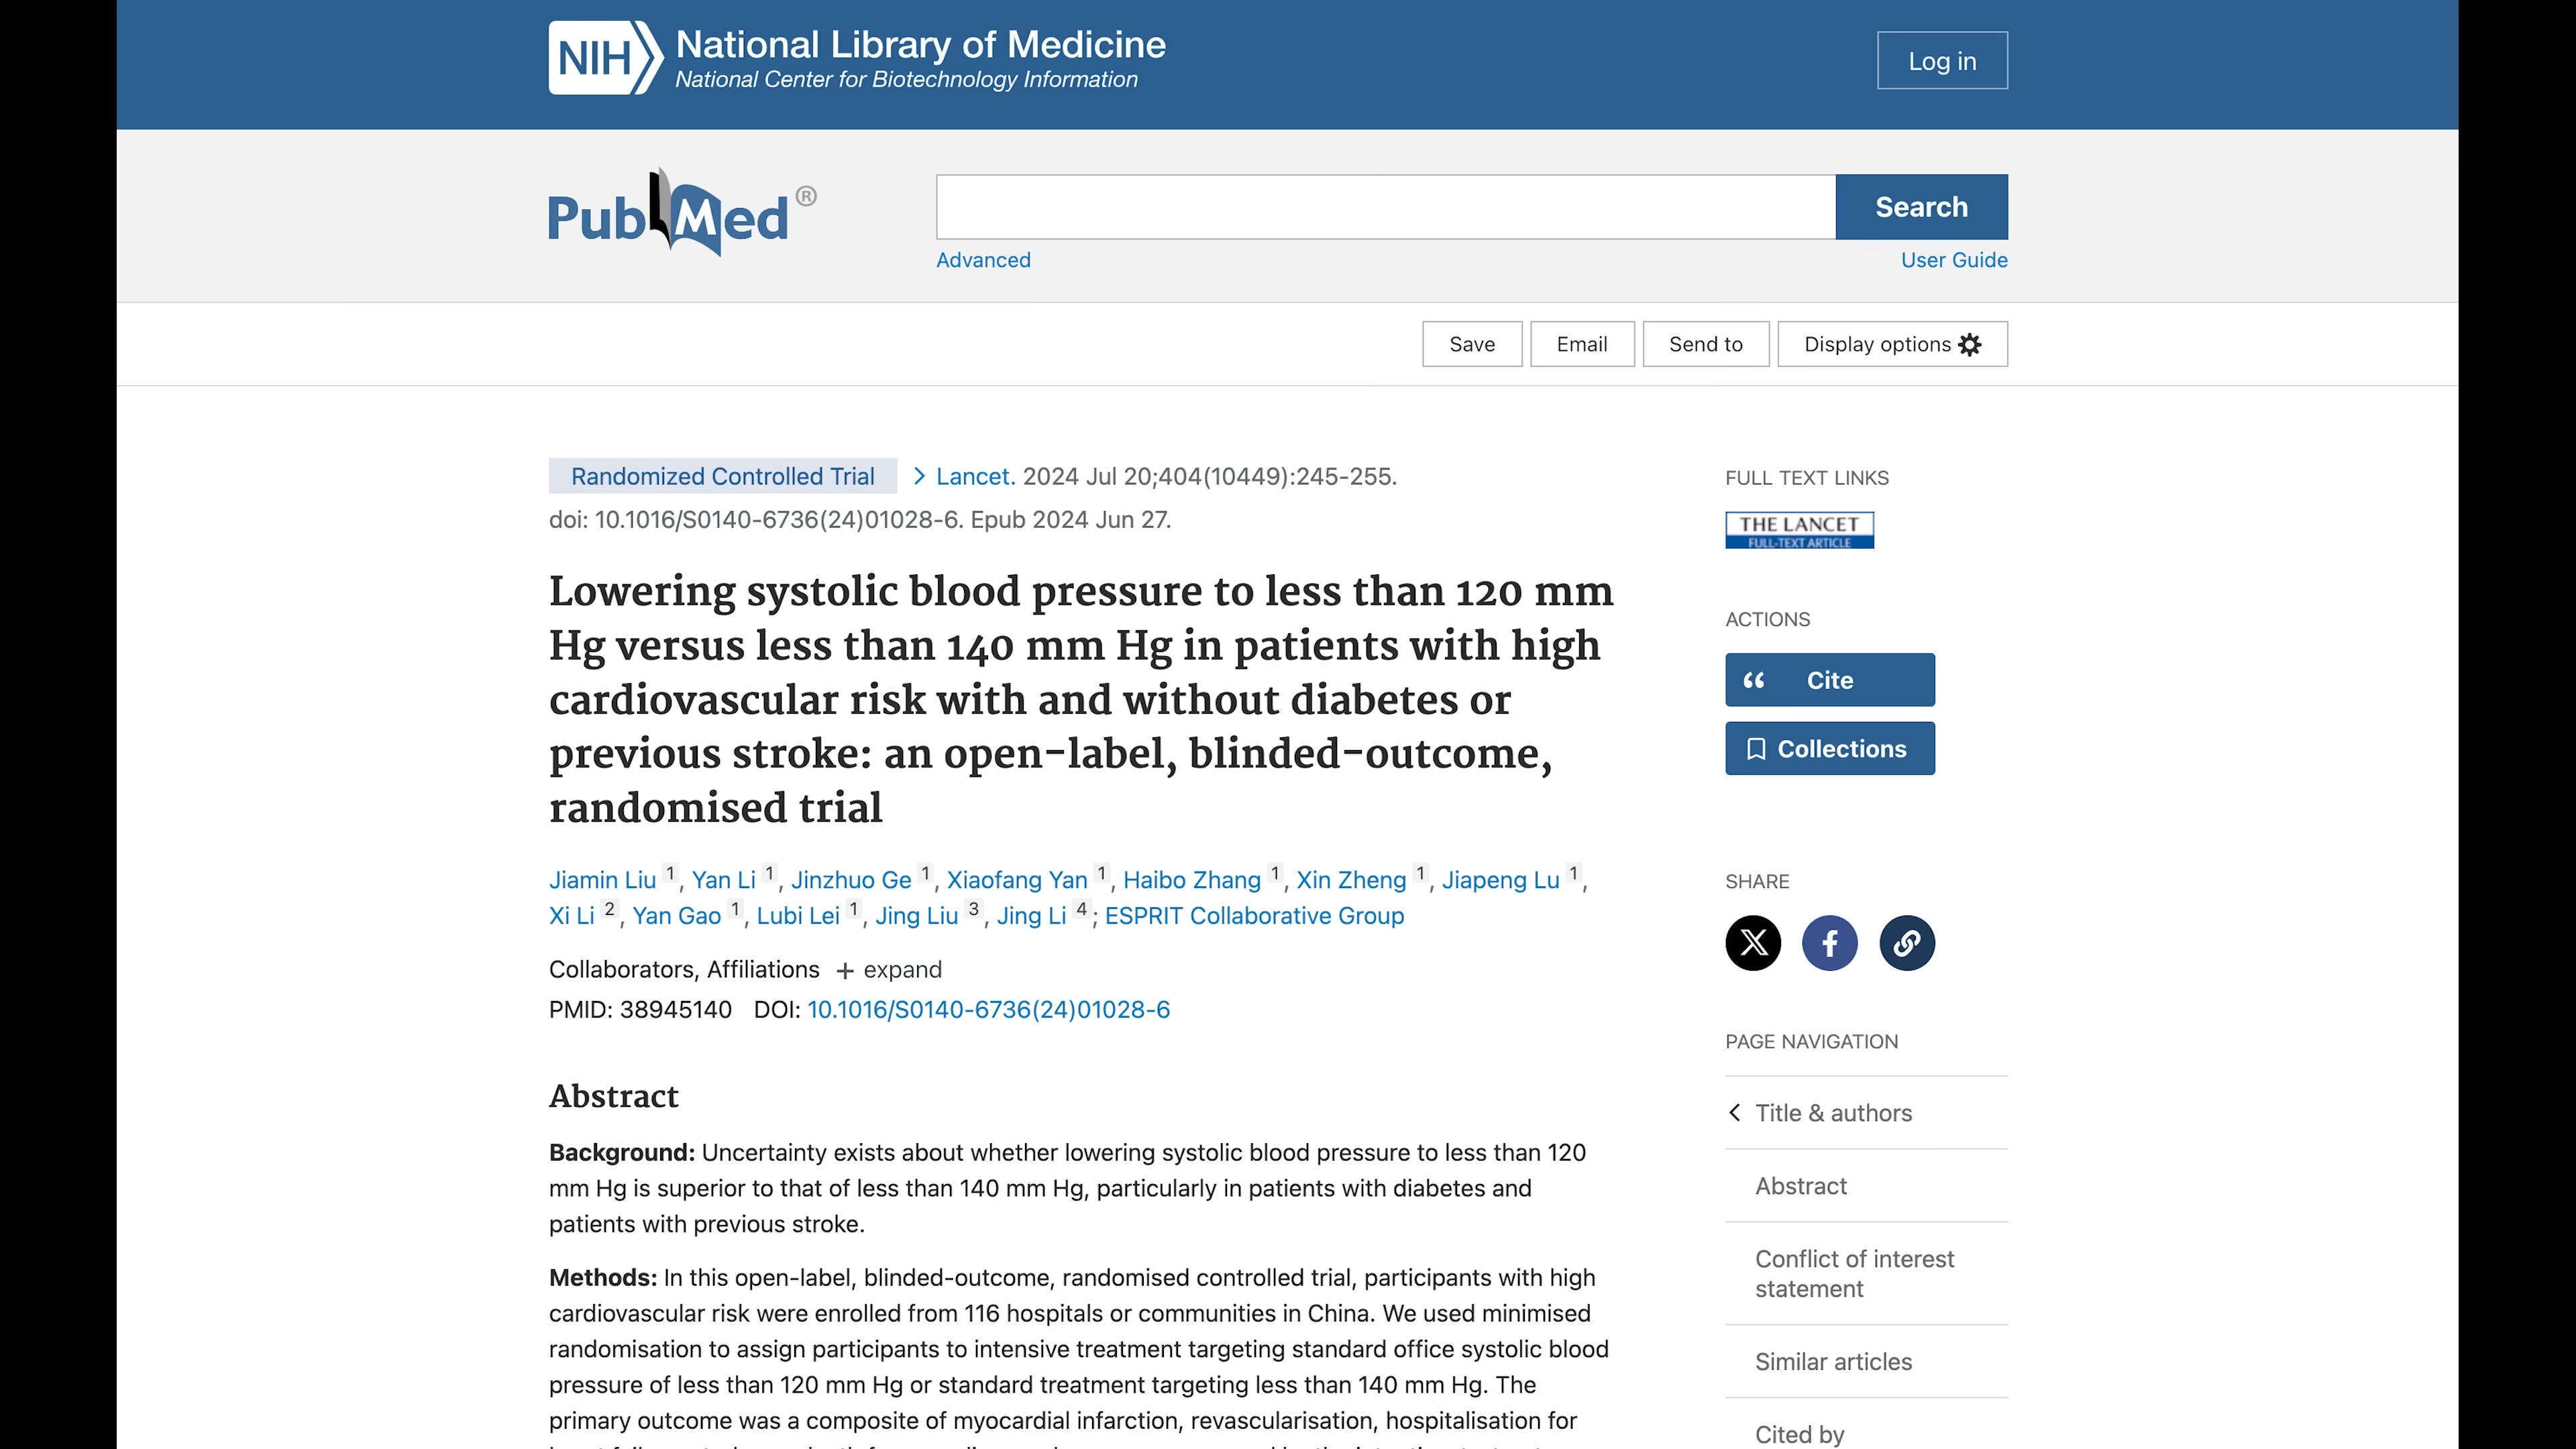 NIH National Library of Medicine
National Center for Biotechnology Information
Log in
PubMed®
Search
Advanced
User Guide
Save
Email
Send to
Display options
Randomized Controlled Trial
Lancet. 2024 Jul 20;404(10449):245-255.
doi: 10.1016/S0140-6736(24)01028-6. Epub 2024 Jun 27.
Lowering systolic blood pressure to less than 120 mm
Hg versus less than 140 mm Hg in patients with high
cardiovascular risk with and without diabetes or
previous stroke: an open-label, blinded-outcome,
randomised trial
Jiamin Liu 1, Yan Li 1, Jinzhuo Ge 1, Xiaofang Yan 1, Haibo Zhang 1, Xin Zheng 1, Jiapeng Lu 1,
Xi Li 2, Yan Gao 1, Lubi Lei 1, Jing Liu 3, Jing Li 4; ESPRIT Collaborative Group
Collaborators, Affiliations + expand
PMID: 38945140 DOI: 10.1016/S0140-6736(24)01028-6
Abstract
Background: Uncertainty exists about whether lowering systolic blood pressure to less than 120
mm Hg is superior to that of less than 140 mm Hg, particularly in patients with diabetes and
patients with previous stroke.
Methods: In this open-label, blinded-outcome, randomised controlled trial, participants with high
cardiovascular risk were enrolled from 116 hospitals or communities in China. We used minimised
randomisation to assign participants to intensive treatment targeting standard office systolic blood
pressure of less than 120 mm Hg or standard treatment targeting less than 140 mm Hg. The
primary outcome was a composite of myocardial infarction, revascularisation, hospitalisation for
FULL TEXT LINKS
THE LANCET
FULL-TEXT ARTICLE
ACTIONS
Cite
Collections
SHARE
PAGE NAVIGATION
Title & authors
Abstract
Conflict of interest
statement
Similar articles
Cited by